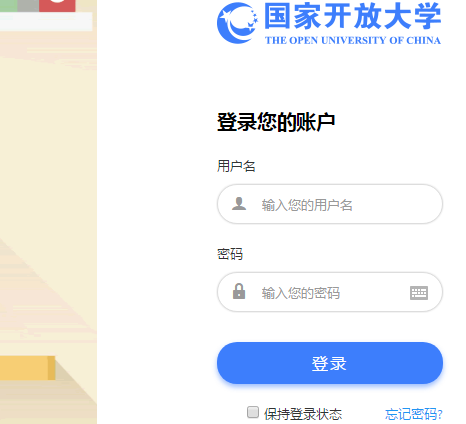 国家开放大学
THE OPEN UNIVERSITY OF CHINA
登录您的账户
用户名
输入您的用户名
密码
输入您的密码
登录
保持登录状态 忘记密码?